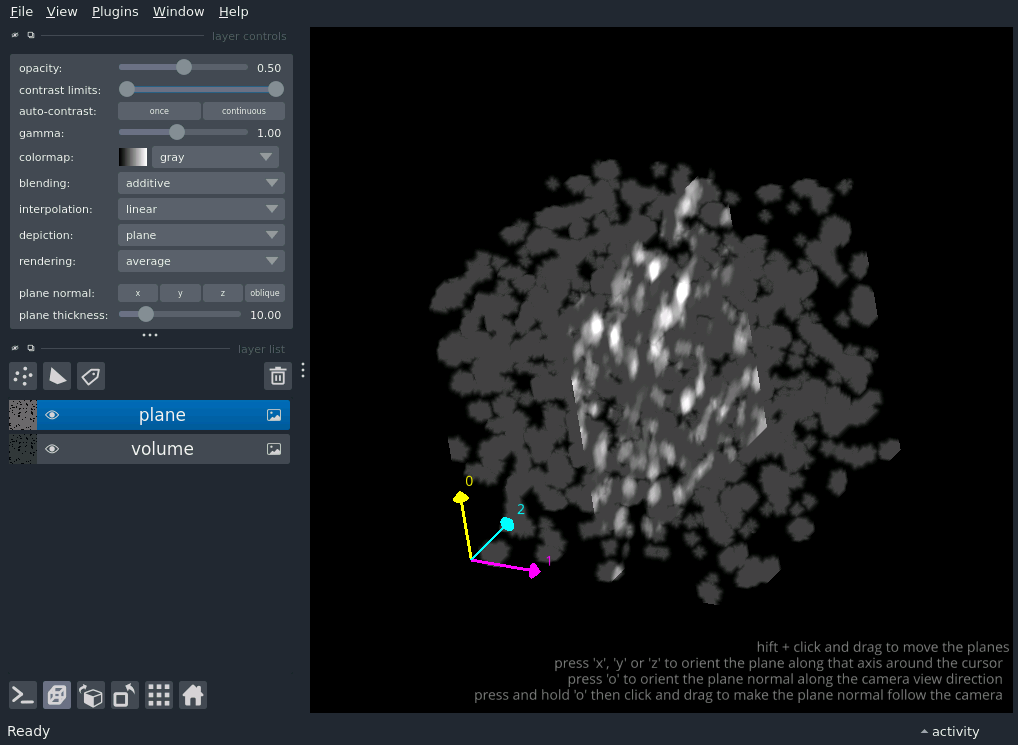 File View Plugins Window Help
layer controls
opacity: 0.50
contrast limits:
auto-contrast: once continuous
gamma: 1.00
colormap: gray
blending: additive
interpolation: linear
depiction: plane
rendering: average
plane normal: x y z oblique
plane thickness: 10.00
layer list
plane
volume
0
2
1
hift + click and drag to move the planes
press 'x', 'y' or 'z' to orient the plane along that axis around the cursor
press 'o' to orient the plane normal along the camera view direction
press and hold 'o' then click and drag to make the plane normal follow the camera
Ready
activity